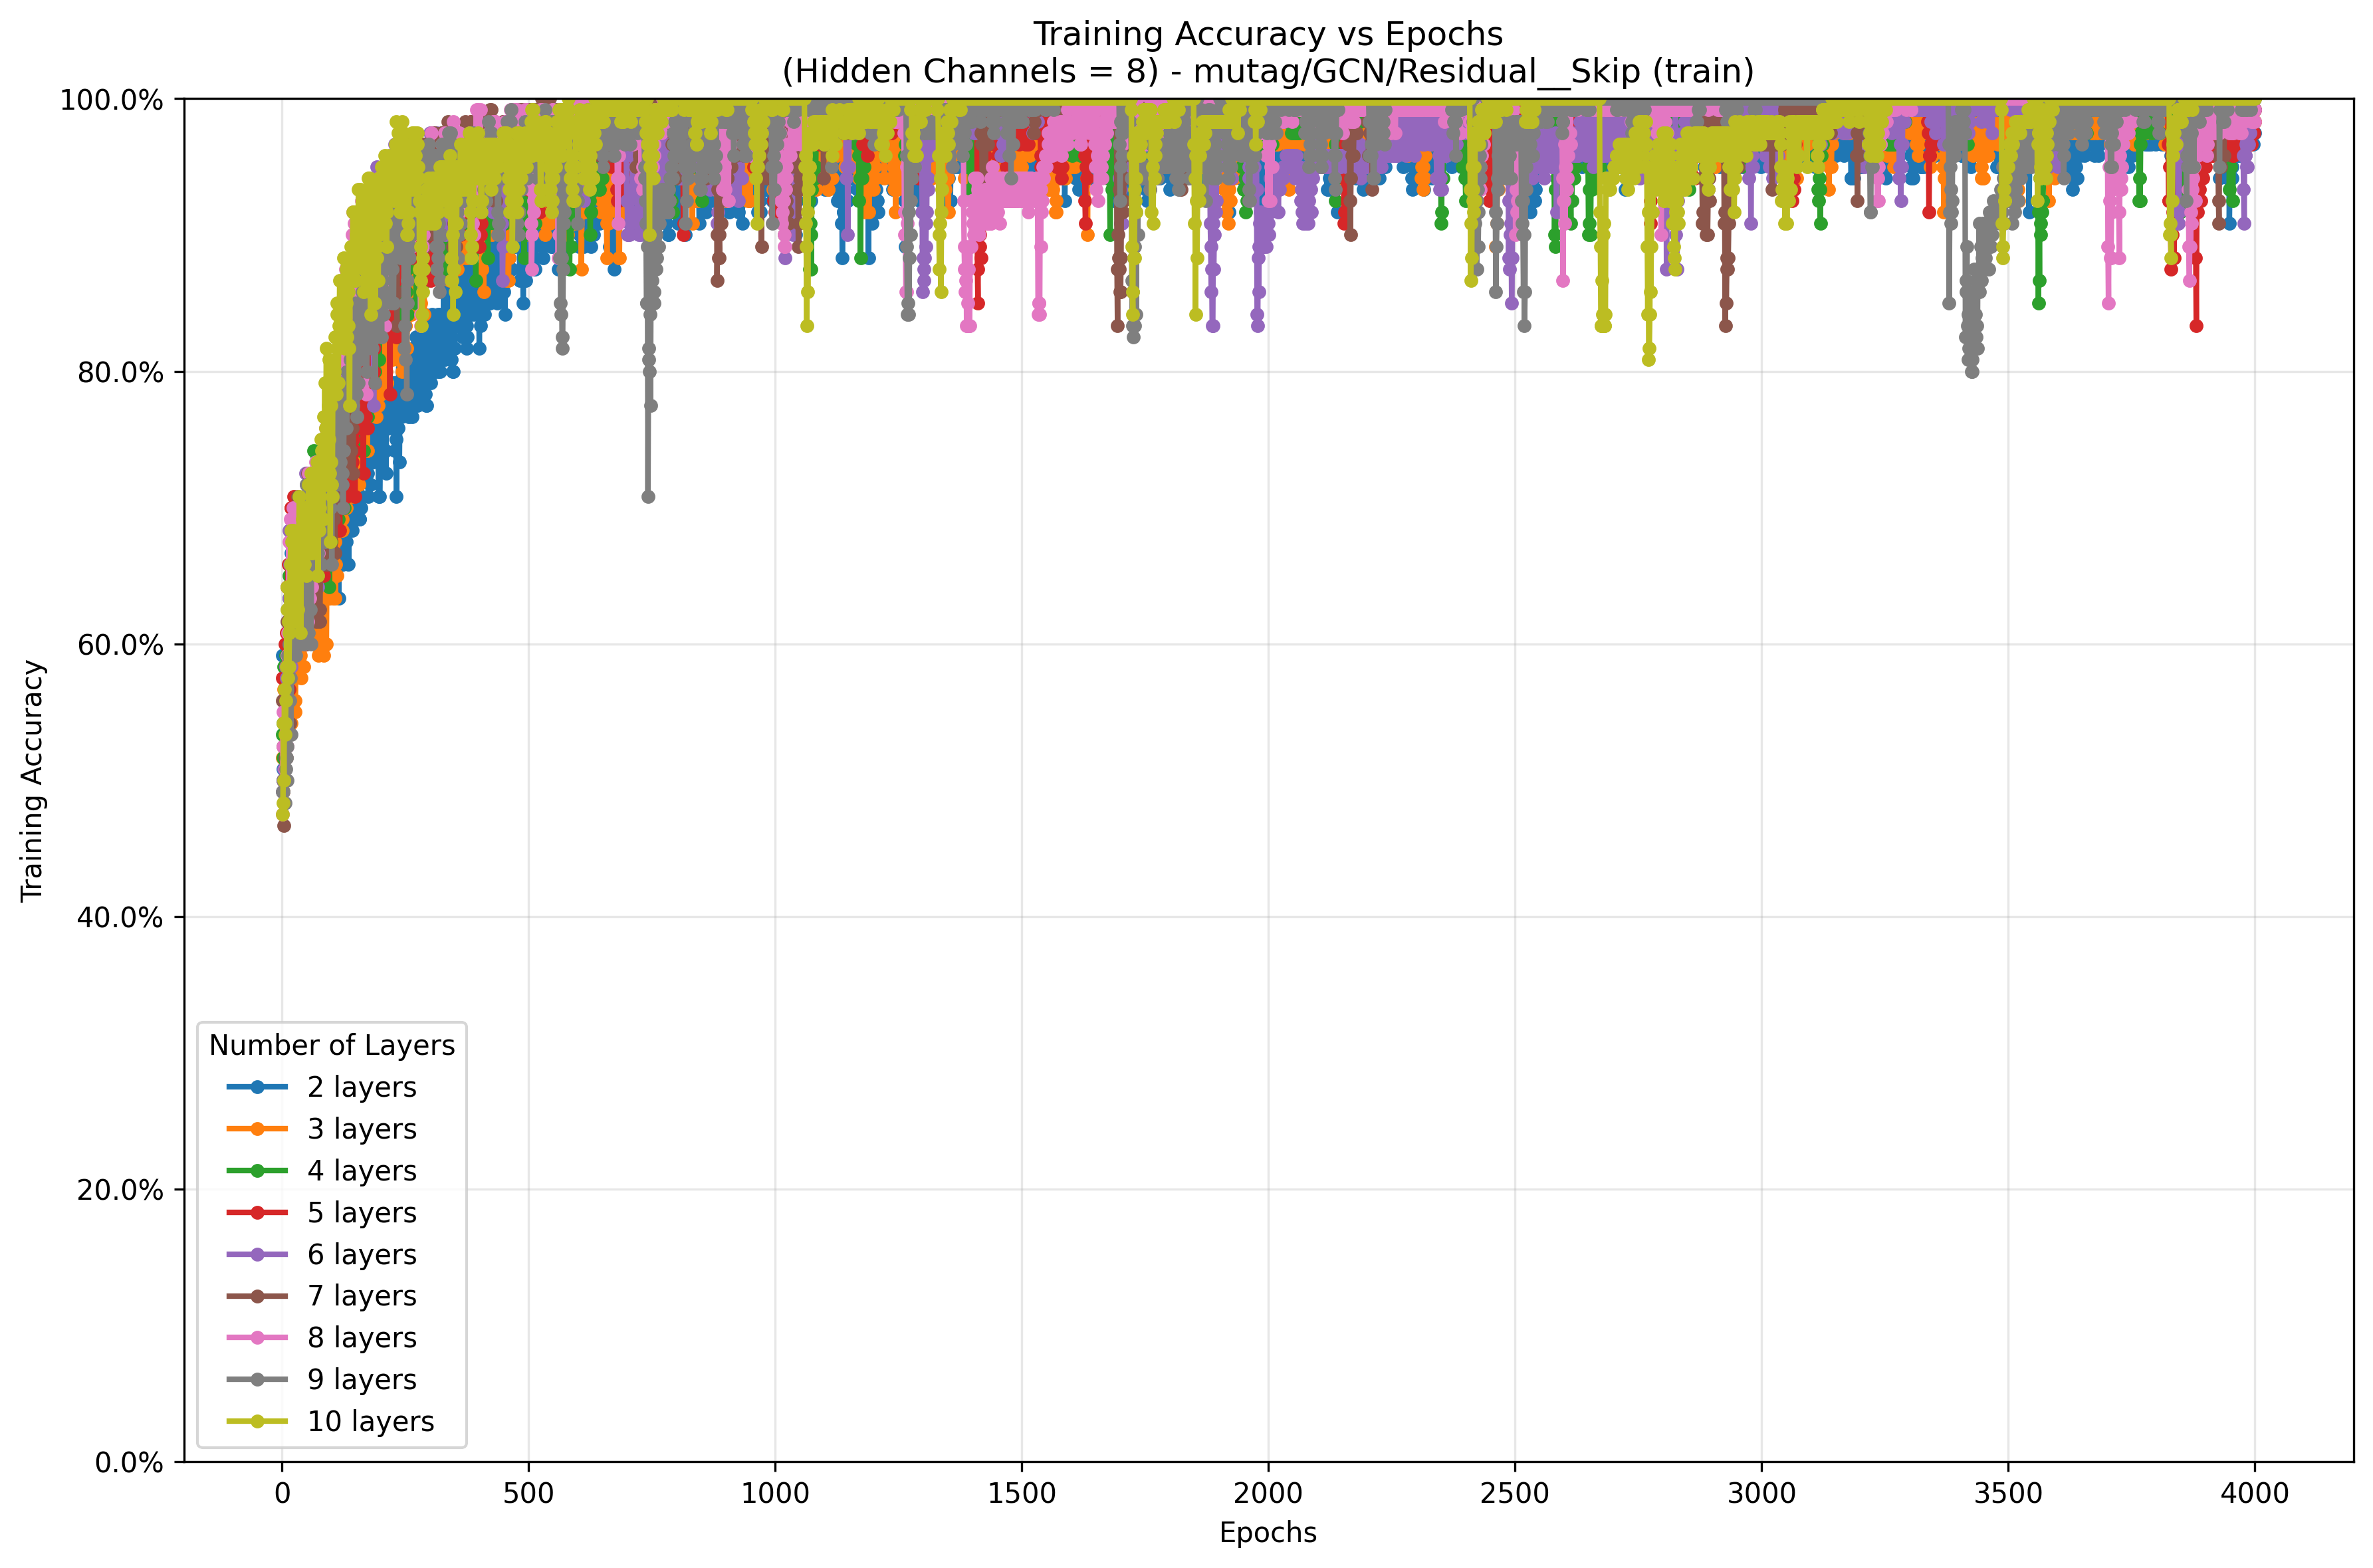 Training Accuracy vs Epochs
(Hidden Channels = 8) - mutag/GCN/Residual__Skip (train)
100.0%
80.0%
60.0%
40.0%
20.0%
0.0%
Training Accuracy
Number of Layers
2 layers
3 layers
4 layers
5 layers
6 layers
7 layers
8 layers
9 layers
10 layers
0 500 1000 1500 2000 2500 3000 3500 4000
Epochs